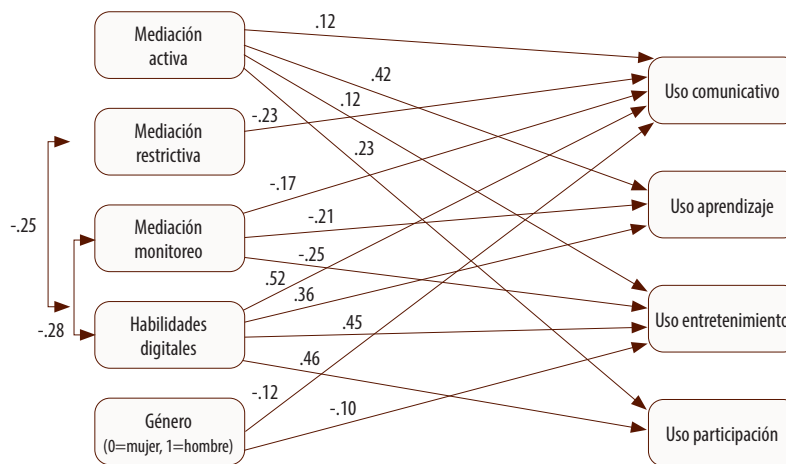 Mediación
activa
Mediación
restrictiva
Mediación
monitoreo
Habilidades
digitales
Género
(0=mujer, 1=hombre)
-.25
-.28
.12
.42
.12
.23
-.23
-.17
-.21
-.25
.52
.36
.45
.46
-.12
-.10
Uso comunicativo
Uso aprendizaje
Uso entretenimiento
Uso participación